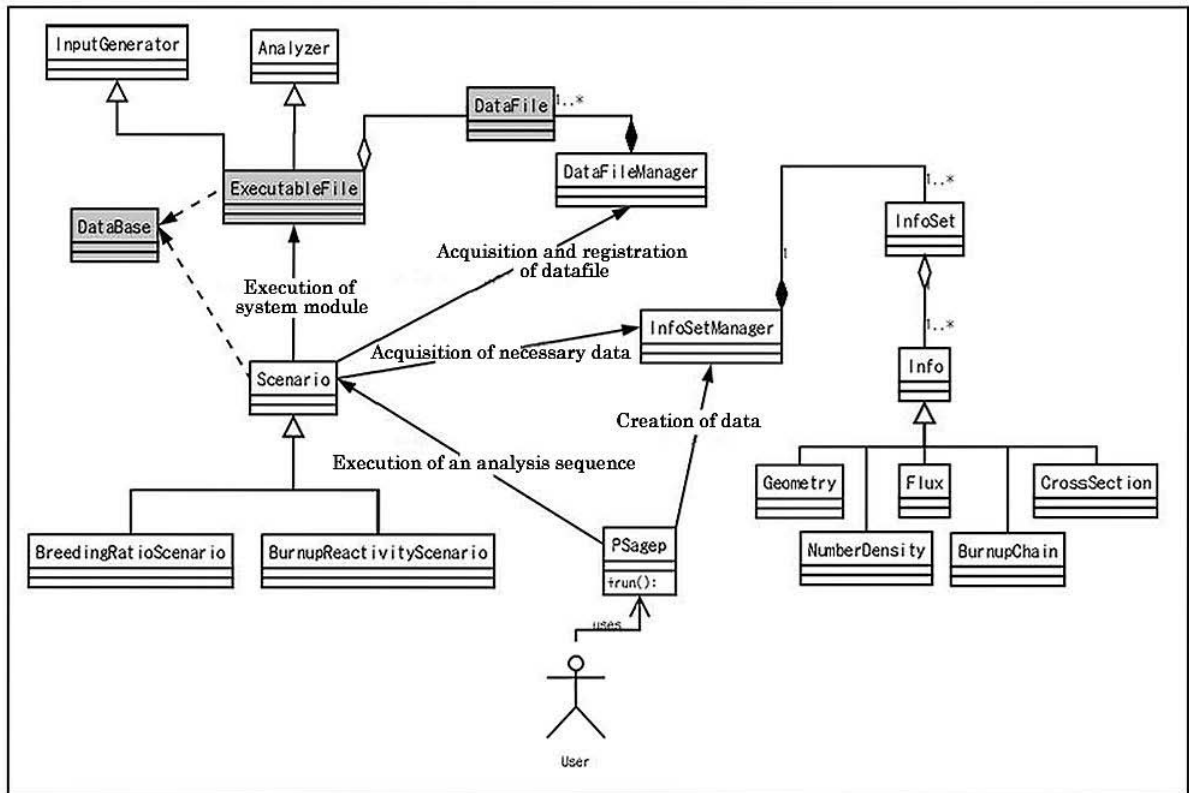 InputGenerator
Analyzer
DataFile
1..*
DataFileManager
ExecutableFile
DataBase
1..*
InfoSet
Acquisition and registration
of datafile
1
Execution of
system module
InfoSetManager
1..*
Acquisition of necessary data
Info
Scenario
Creation of data
Execution of an analysis sequence
Geometry
Flux
CrossSection
BreedingRatioScenario
BurnupReactivityScenario
PSagep
NumberDensity
BurnupChain
+run():
uses
User